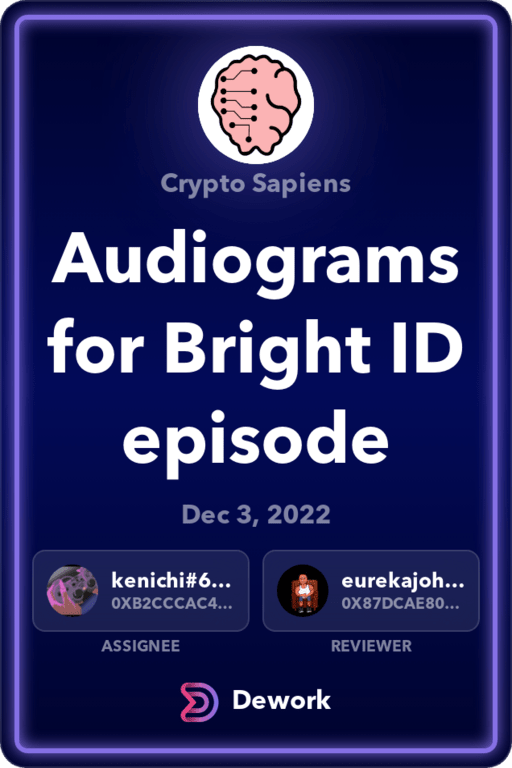 Crypto Sapiens
Audiograms
for Bright ID
episode
Dec 3, 2022
kenichi#6...
0XB2CCCAC4...
ASSIGNEE
eurekajoh...
0X87DCAE80...
REVIEWER
Dework